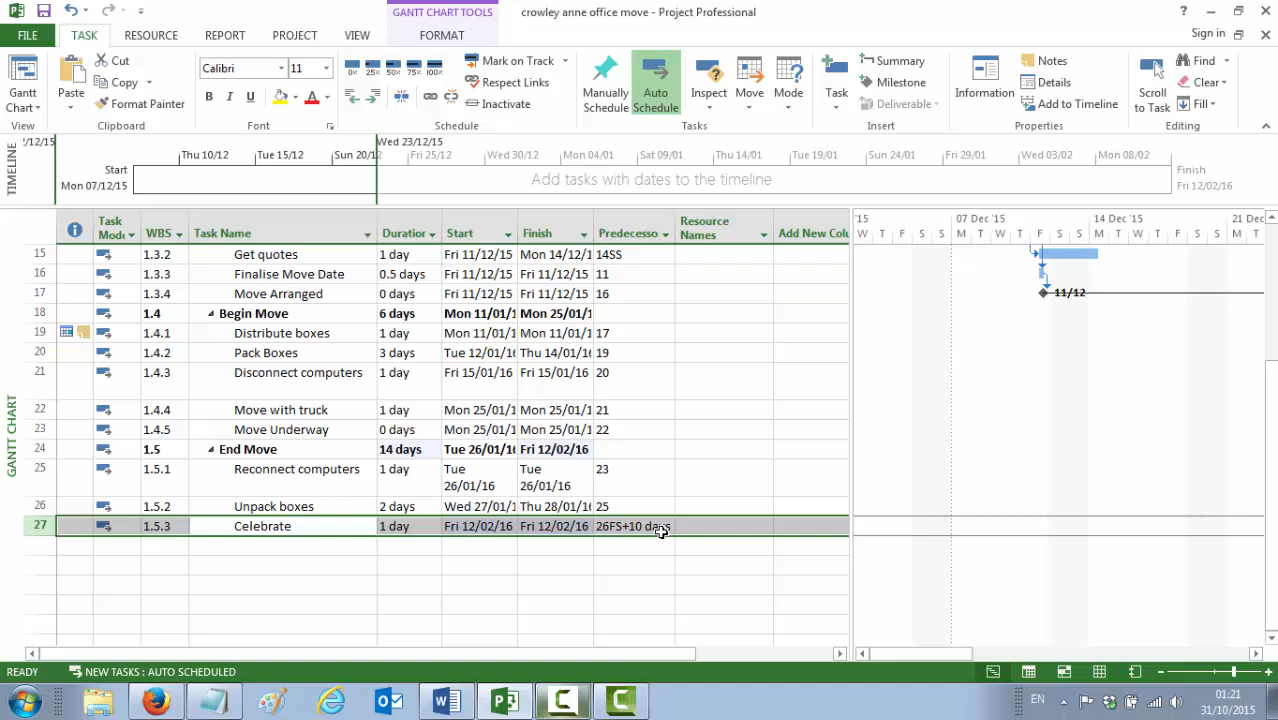 GANTT CHART TOOLS
crowley anne office move - Project Professional
?
FILE
TASK
RESOURCE
REPORT
PROJECT
VIEW
FORMAT
Sign in
Gantt Chart
Paste
Cut
Copy
Format Painter
Calibri
11
B I U
0% 25% 50% 75% 100%
Mark on Track
Respect Links
Inactivate
Manually Schedule
Auto Schedule
Inspect
Move
Mode
Task
Summary
Milestone
Deliverable
Information
Notes
Details
Add to Timeline
Scroll to Task
Find
Clear
Fill
View
Clipboard
Font
Schedule
Tasks
Insert
Properties
Editing
TIMELINE
/12/15
Wed 23/12/15
Thu 10/12
Tue 15/12
Sun 20/12
Fri 25/12
Wed 30/12
Mon 04/01
Sat 09/01
Thu 14/01
Tue 19/01
Sun 24/01
Fri 29/01
Wed 03/02
Mon 08/02
Start
Mon 07/12/15
Add tasks with dates to the timeline
Finish
Fri 12/02/16
GANTT CHART
Task Mode WBS Task Name Duration Start Finish Predecesso Resource Names Add New Colu
'15 07 Dec '15 14 Dec '15 21 Dec
W T F S S M T W T F S S M T W T F S S M T
15 1.3.2 Get quotes 1 day Fri 11/12/15 Mon 14/12/1 14SS
16 1.3.3 Finalise Move Date 0.5 days Fri 11/12/15 Fri 11/12/15 11
17 1.3.4 Move Arranged 0 days Fri 11/12/15 Fri 11/12/15 16
11/12
18 1.4 Begin Move 6 days Mon 11/01/1 Mon 25/01/1
19 1.4.1 Distribute boxes 1 day Mon 11/01/1 Mon 11/01/1 17
20 1.4.2 Pack Boxes 3 days Tue 12/01/16 Thu 14/01/16 19
21 1.4.3 Disconnect computers 1 day Fri 15/01/16 Fri 15/01/16 20
22 1.4.4 Move with truck 1 day Mon 25/01/1 Mon 25/01/1 21
23 1.4.5 Move Underway 0 days Mon 25/01/1 Mon 25/01/1 22
24 1.5 End Move 14 days Tue 26/01/16 Fri 12/02/16
25 1.5.1 Reconnect computers 1 day Tue 26/01/16 Tue 26/01/16 23
26 1.5.2 Unpack boxes 2 days Wed 27/01/1 Thu 28/01/16 25
27 1.5.3 Celebrate 1 day Fri 12/02/16 Fri 12/02/16 26FS+10 days
READY
NEW TASKS : AUTO SCHEDULED
EN
01:21
31/10/2015